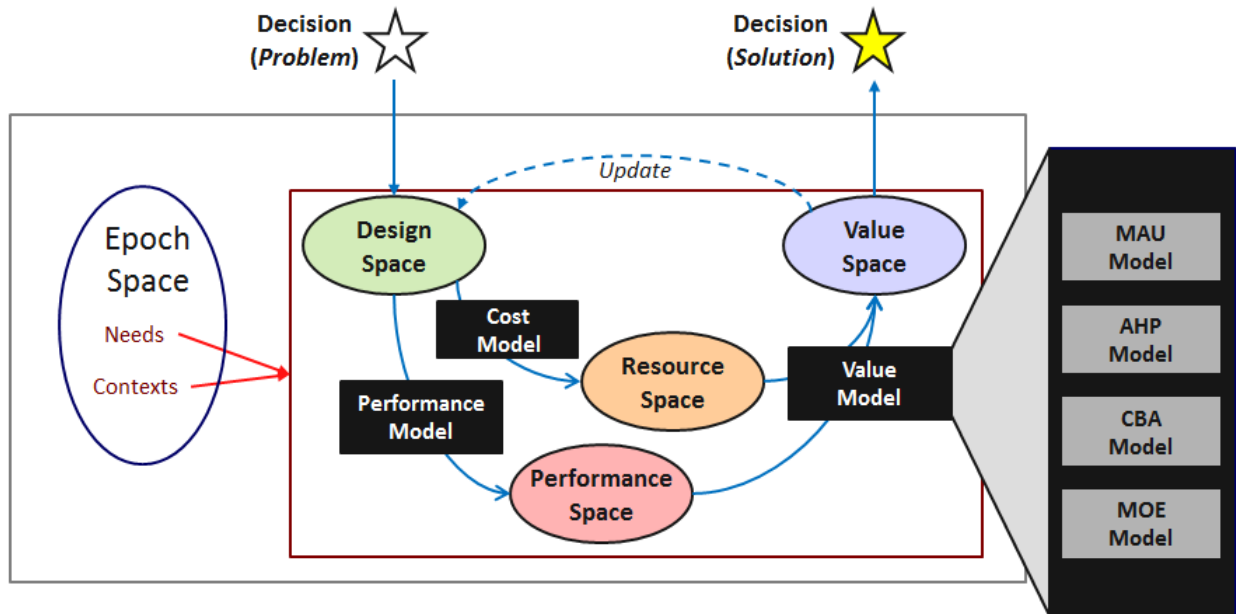 Decision
(Problem)
Decision
(Solution)
Update
Epoch
Space
Needs
Contexts
Design
Space
Value
Space
Cost
Model
Resource
Space
Value
Model
Performance
Model
Performance
Space
MAU
Model
AHP
Model
CBA
Model
MOE
Model